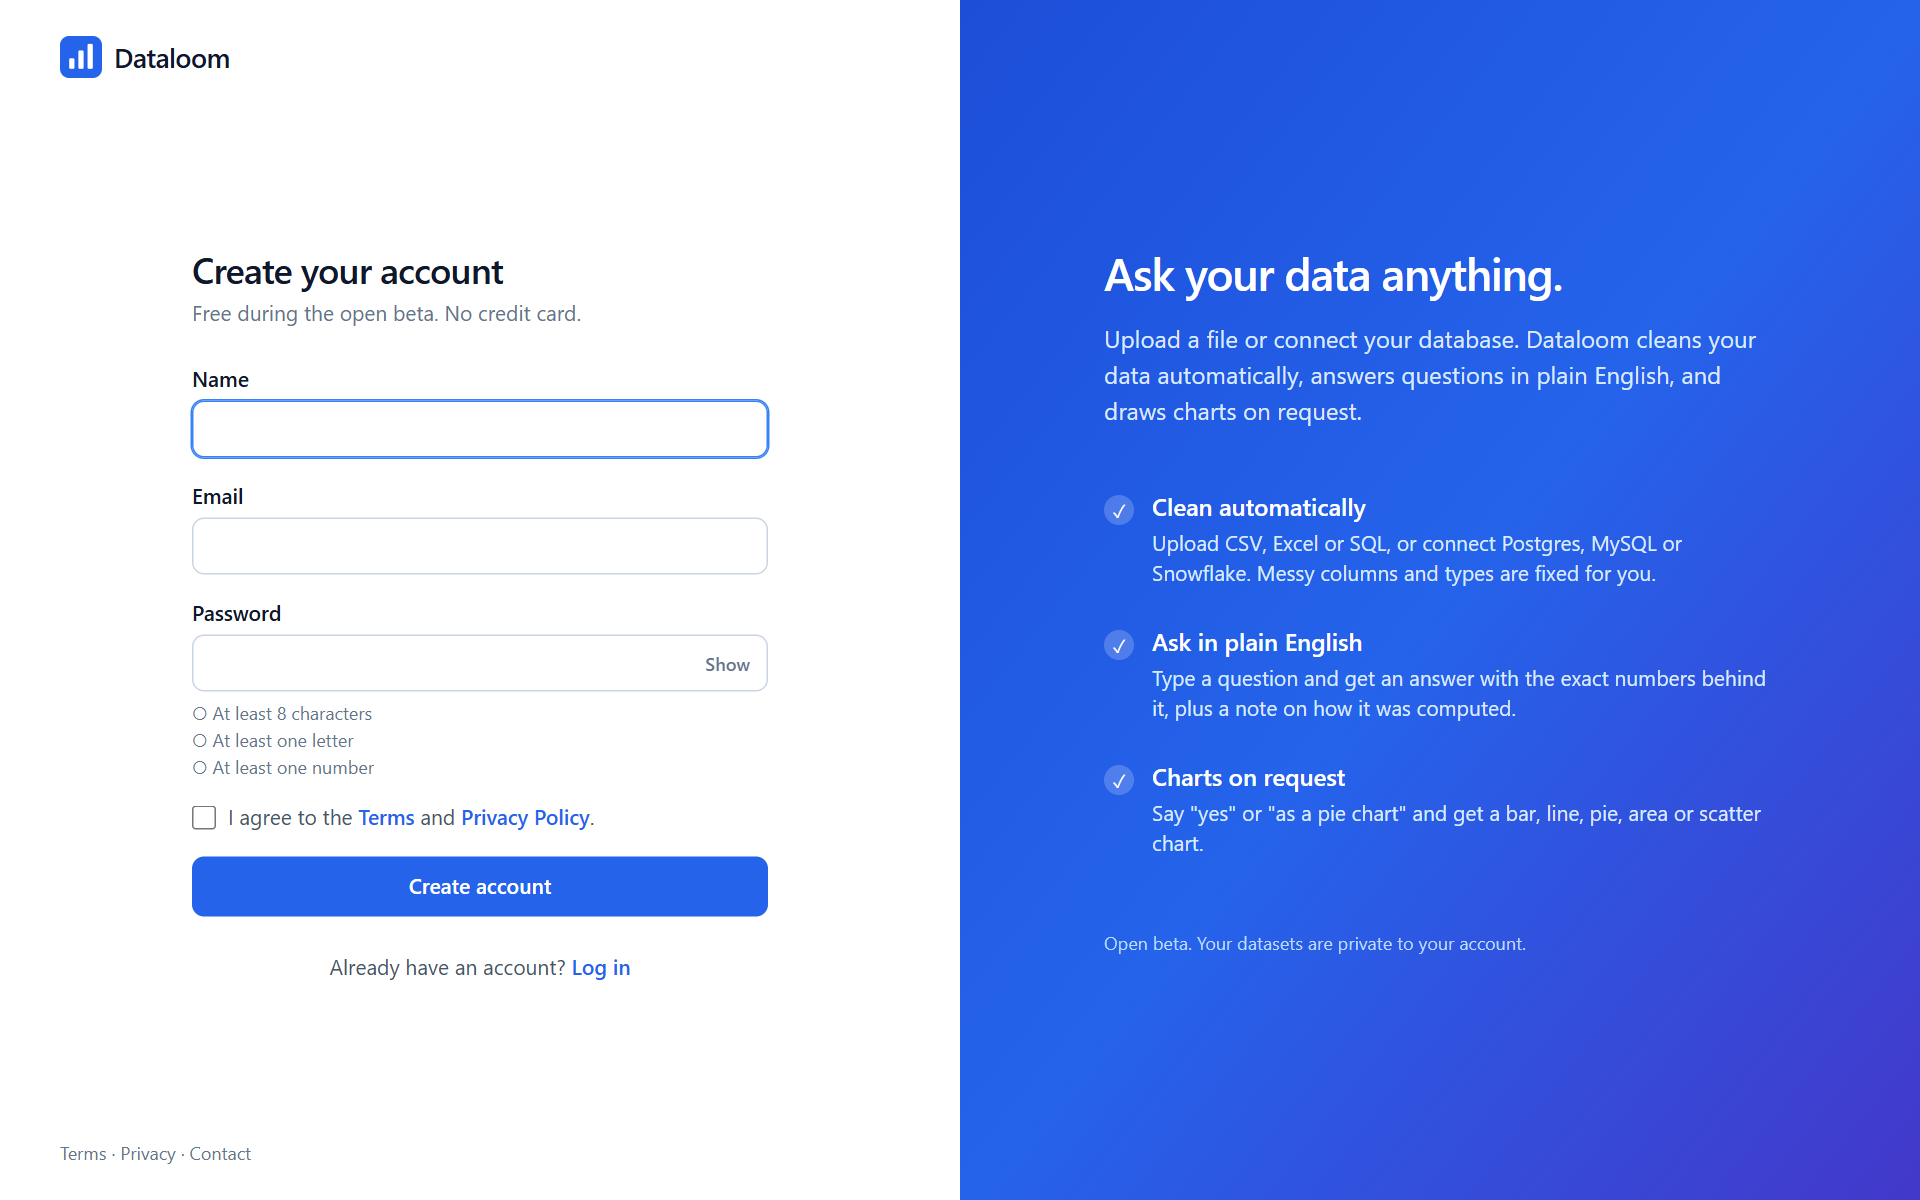 Dataloom
Create your account
Free during the open beta. No credit card.
Name
Email
Password
Show
At least 8 characters
At least one letter
At least one number
I agree to the Terms and Privacy Policy.
Create account
Already have an account? Log in
Terms · Privacy · Contact
Ask your data anything.
Upload a file or connect your database. Dataloom cleans your
data automatically, answers questions in plain English, and
draws charts on request.
Clean automatically
Upload CSV, Excel or SQL, or connect Postgres, MySQL or
Snowflake. Messy columns and types are fixed for you.
Ask in plain English
Type a question and get an answer with the exact numbers behind
it, plus a note on how it was computed.
Charts on request
Say "yes" or "as a pie chart" and get a bar, line, pie, area or scatter
chart.
Open beta. Your datasets are private to your account.